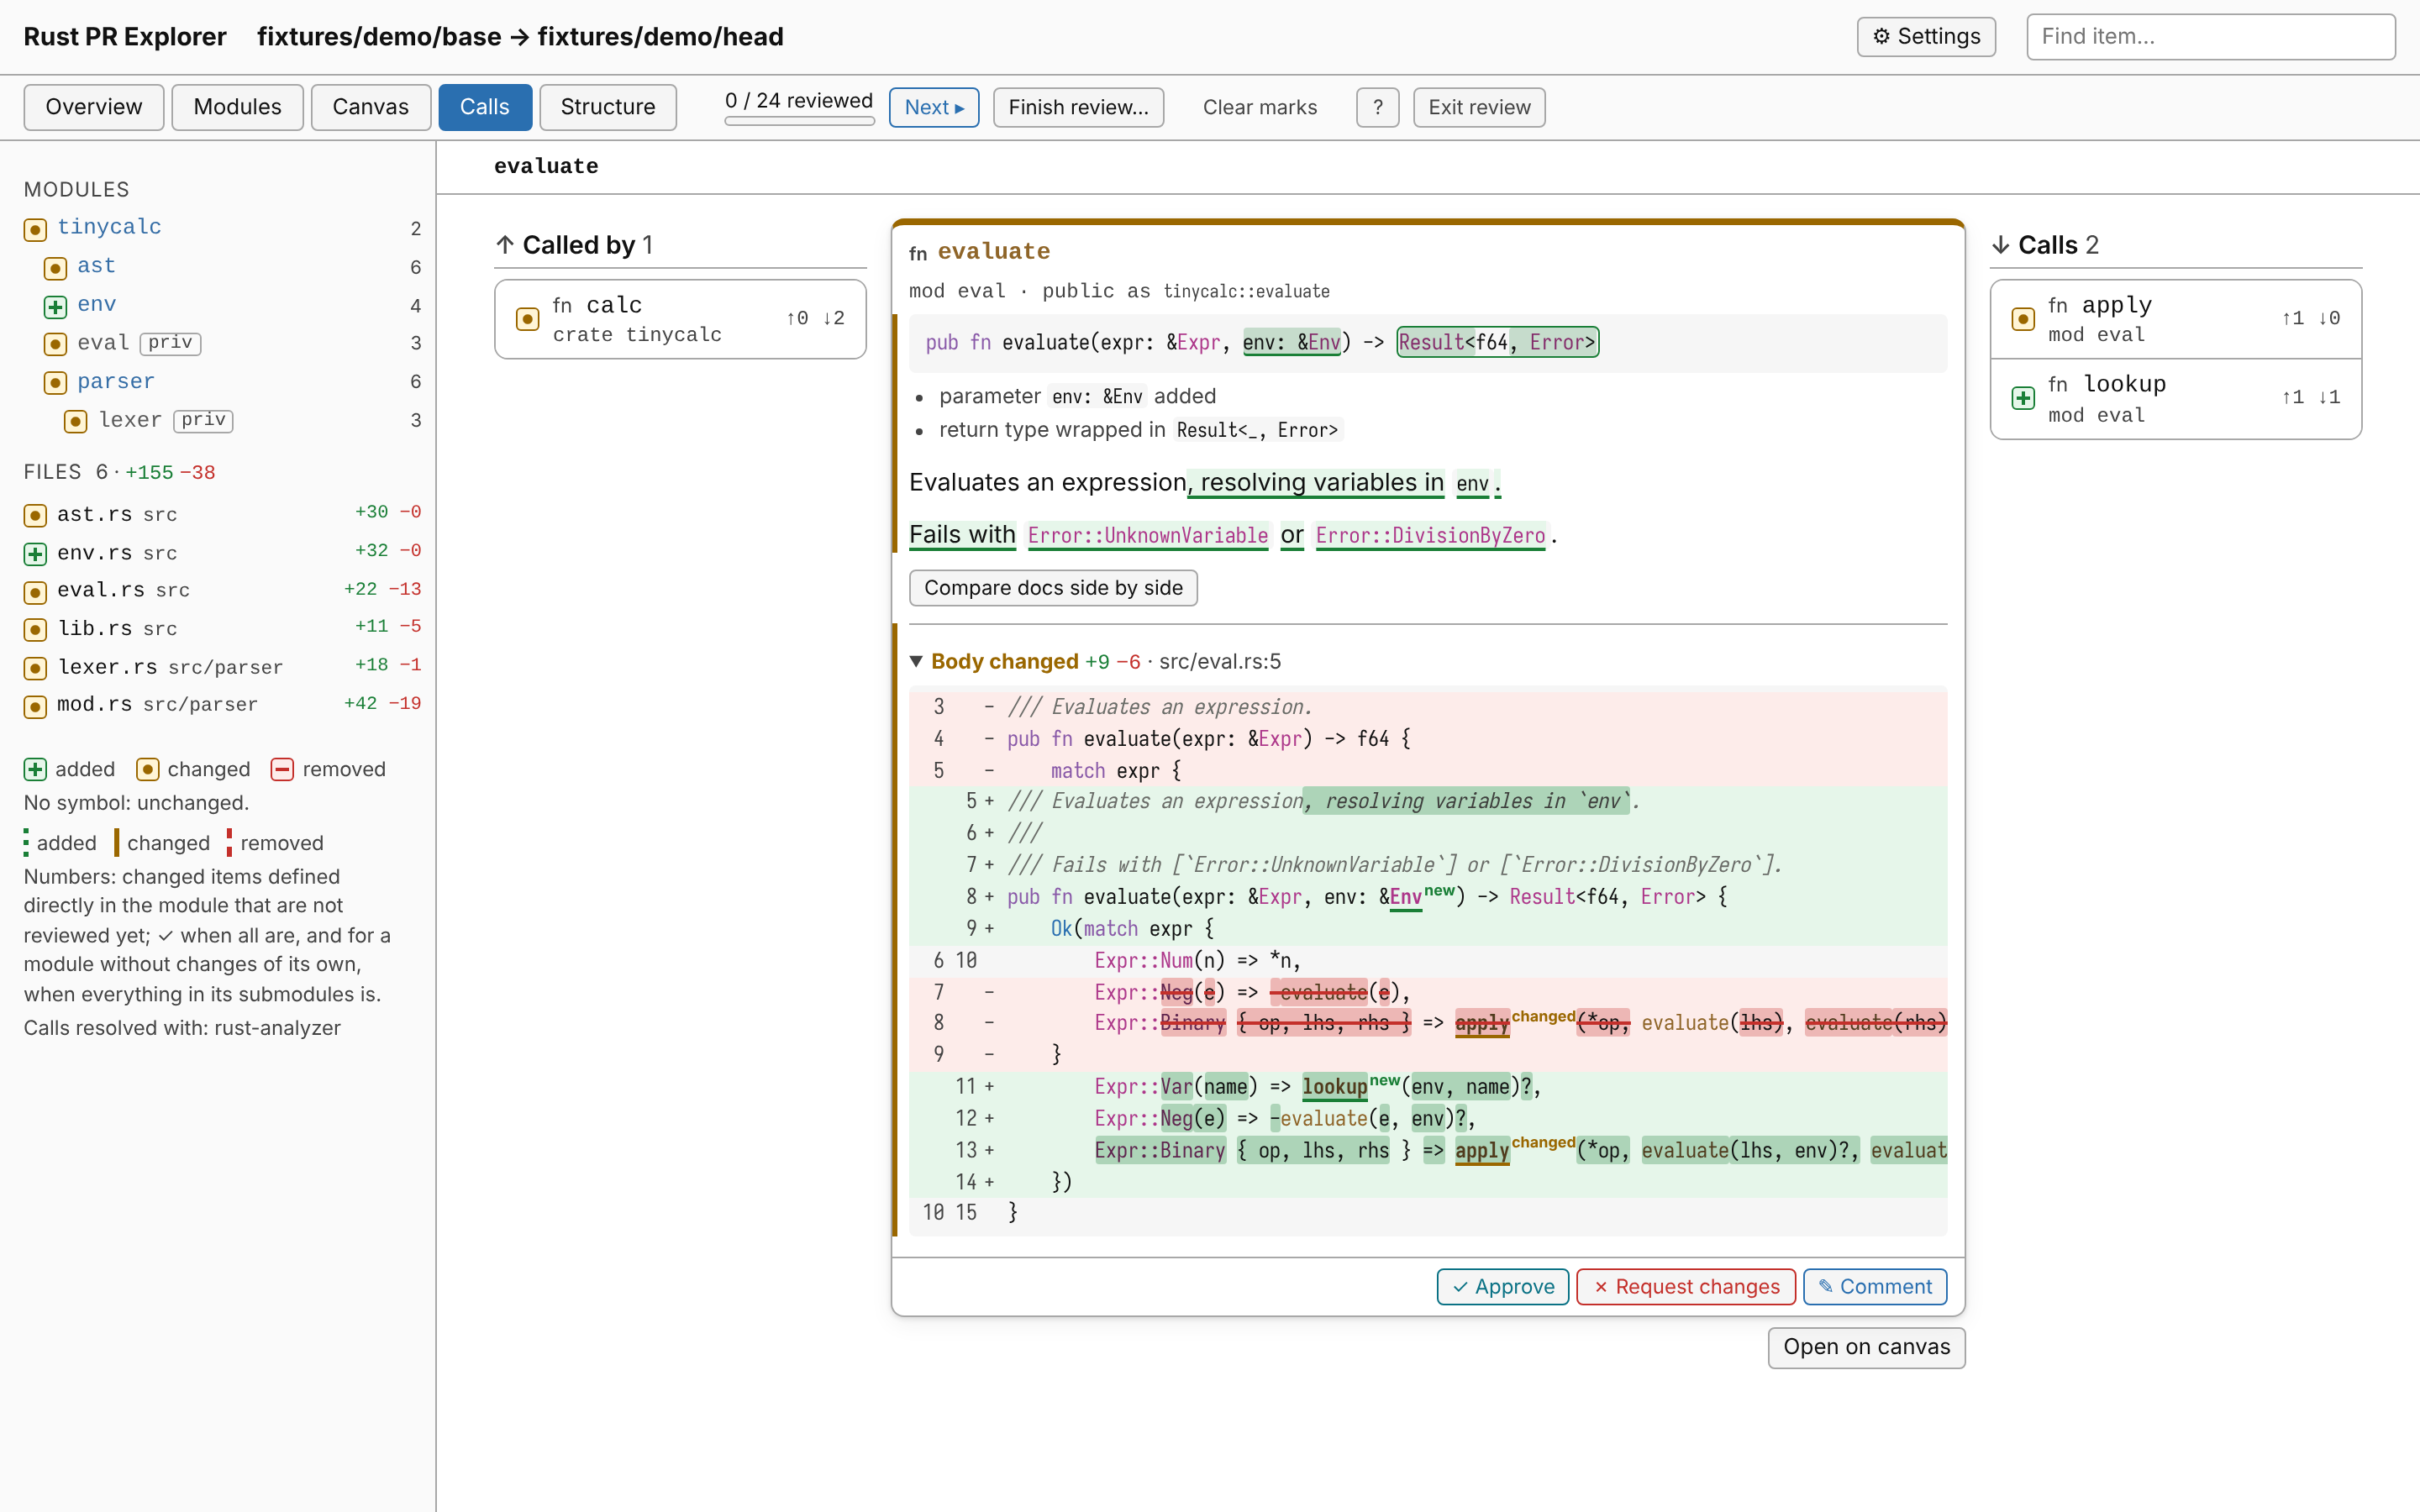 Rust PR Explorer fixtures/demo/base → fixtures/demo/head ⚙ Settings Find item...
Overview Modules Canvas Calls Structure 0 / 24 reviewed Next ▸ Finish review... Clear marks ? Exit review
MODULES
tinycalc 2
ast 6
env 4
eval priv 3
parser 6
lexer priv 3
FILES 6 · +155 −38
ast.rs src +30 −0
env.rs src +32 −0
eval.rs src +22 −13
lib.rs src +11 −5
lexer.rs src/parser +18 −1
mod.rs src/parser +42 −19
added changed removed
No symbol: unchanged.
added changed removed
Numbers: changed items defined
directly in the module that are not
reviewed yet; ✓ when all are, and for a
module without changes of its own,
when everything in its submodules is.
Calls resolved with: rust-analyzer
evaluate
↑ Called by 1
fn calc ↑0 ↓2
crate tinycalc
fn evaluate
mod eval · public as tinycalc::evaluate
pub fn evaluate(expr: &Expr, env: &Env) -> Result<f64, Error>
• parameter env: &Env added
• return type wrapped in Result<_, Error>
Evaluates an expression, resolving variables in env.
Fails with Error::UnknownVariable or Error::DivisionByZero.
Compare docs side by side
▼ Body changed +9 −6 · src/eval.rs:5
3 − /// Evaluates an expression.
4 − pub fn evaluate(expr: &Expr) -> f64 {
5 − match expr {
5 + /// Evaluates an expression, resolving variables in `env`.
6 + ///
7 + /// Fails with [`Error::UnknownVariable`] or [`Error::DivisionByZero`].
8 + pub fn evaluate(expr: &Expr, env: &Env new) -> Result<f64, Error> {
9 + Ok(match expr {
6 10 Expr::Num(n) => *n,
7 − Expr::Neg(e) => -evaluate(e),
8 − Expr::Binary { op, lhs, rhs } => apply changed(*op, evaluate(lhs), evaluate(rhs)
9 − }
11 + Expr::Var(name) => lookup new(env, name)?,
12 + Expr::Neg(e) => -evaluate(e, env)?,
13 + Expr::Binary { op, lhs, rhs } => apply changed(*op, evaluate(lhs, env)?, evaluat
14 + })
10 15 }
✓ Approve × Request changes ✎ Comment
Open on canvas
↓ Calls 2
fn apply ↑1 ↓0
mod eval
fn lookup ↑1 ↓1
mod eval